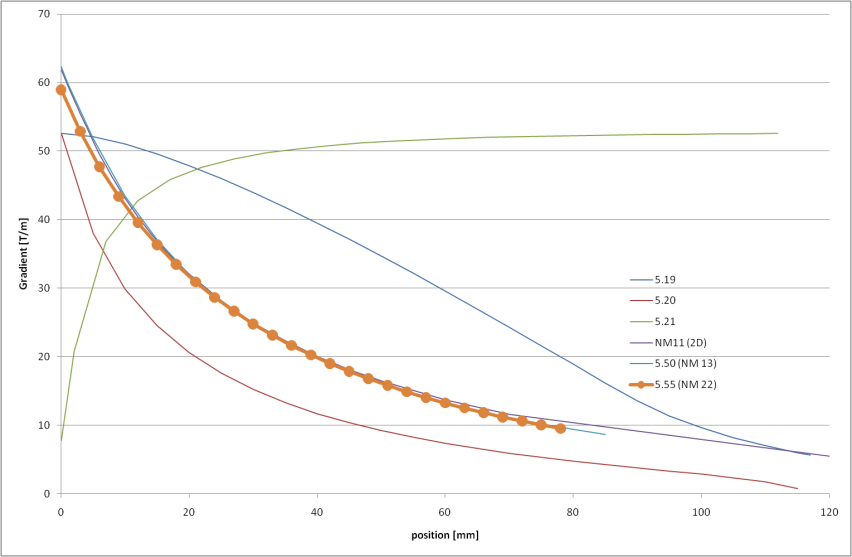 70
60
50
40
30
20
10
0
Gradient [T/m]
5.19
5.20
5.21
NM11 (2D)
5.50 (NM 13)
5.55 (NM 22)
0 20 40 60 80 100 120
position [mm]